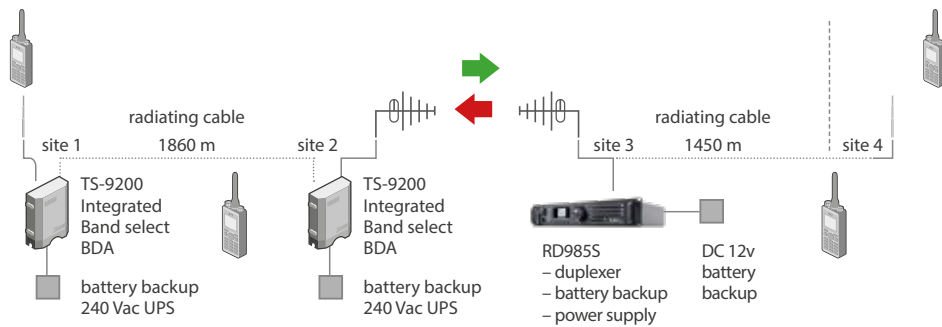 radiating cable
site 1
1860 m
site 2
TS-9200
Integrated
Band select
BDA
battery backup
240 Vac UPS
TS-9200
Integrated
Band select
BDA
battery backup
240 Vac UPS
radiating cable
site 3
1450 m
site 4
RD985S
– duplexer
– battery backup
– power supply
DC 12v
battery
backup